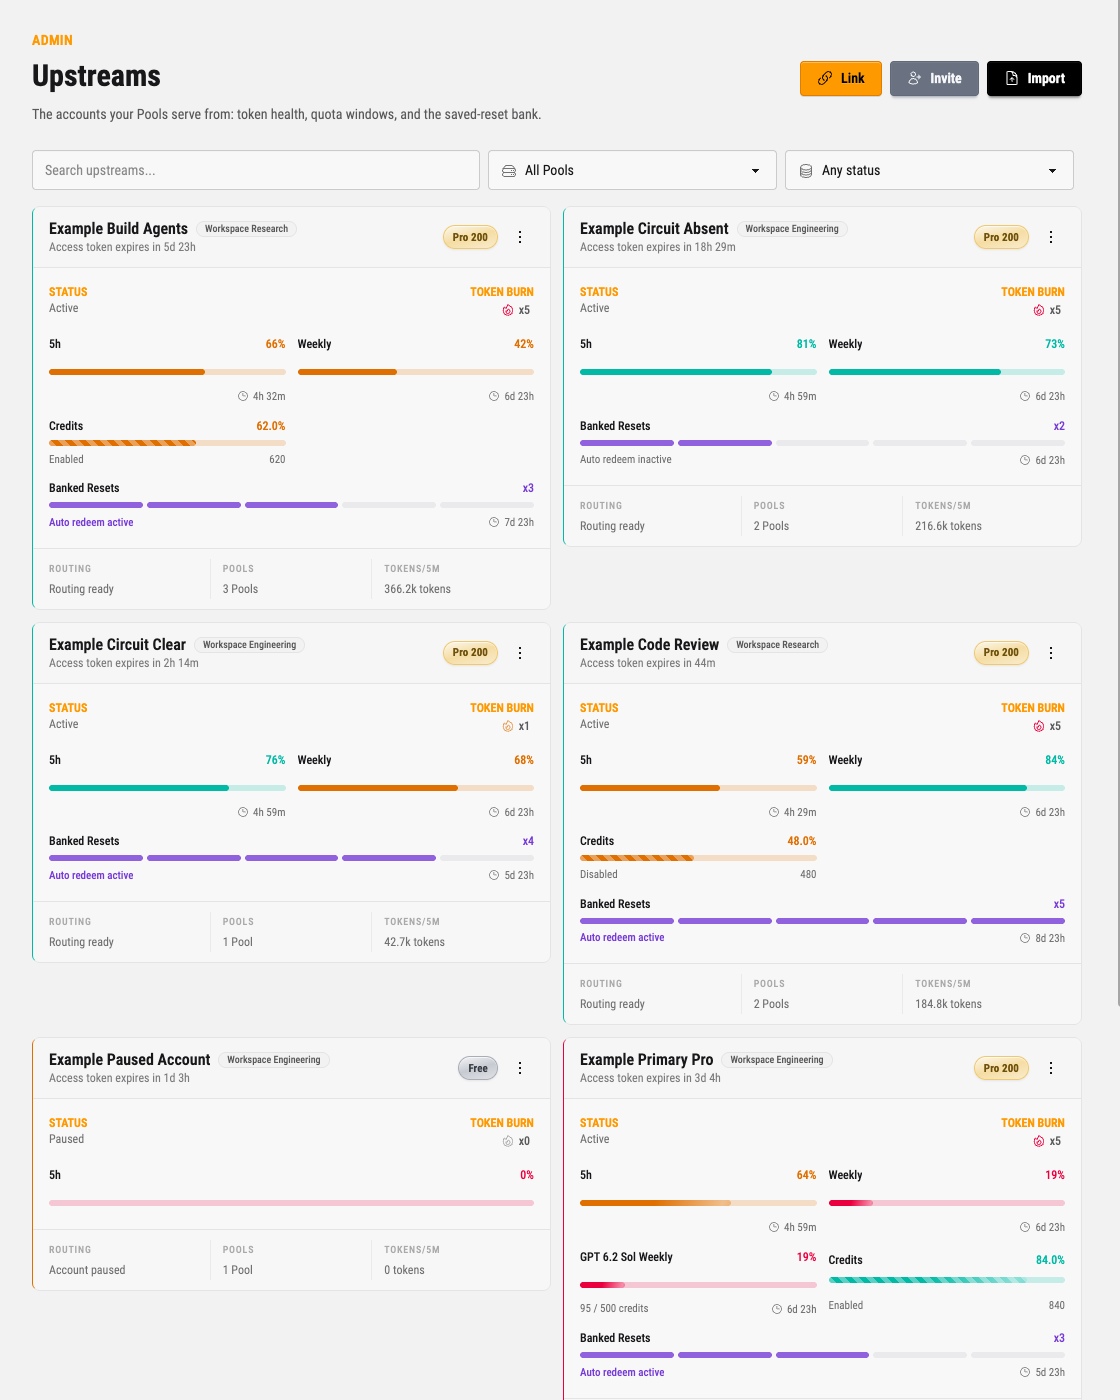 ADMIN
Upstreams
Link
Invite
Import
The accounts your Pools serve from: token health, quota windows, and the saved-reset bank.
Search upstreams...
All Pools
Any status
Example Build Agents
Workspace Research
Access token expires in 5d 23h
Pro 200
STATUS
TOKEN BURN
Active
x5
5h
66%
Weekly
42%
4h 32m
6d 23h
Credits
62.0%
Enabled
620
Banked Resets
x3
Auto redeem active
7d 23h
ROUTING
POOLS
TOKENS/5M
Routing ready
3 Pools
366.2k tokens
Example Circuit Absent
Workspace Engineering
Access token expires in 18h 29m
Pro 200
STATUS
TOKEN BURN
Active
x5
5h
81%
Weekly
73%
4h 59m
6d 23h
Banked Resets
x2
Auto redeem inactive
6d 23h
ROUTING
POOLS
TOKENS/5M
Routing ready
2 Pools
216.6k tokens
Example Circuit Clear
Workspace Engineering
Access token expires in 2h 14m
Pro 200
STATUS
TOKEN BURN
Active
x1
5h
76%
Weekly
68%
4h 59m
6d 23h
Banked Resets
x4
Auto redeem active
5d 23h
ROUTING
POOLS
TOKENS/5M
Routing ready
1 Pool
42.7k tokens
Example Code Review
Workspace Research
Access token expires in 44m
Pro 200
STATUS
TOKEN BURN
Active
x5
5h
59%
Weekly
84%
4h 29m
6d 23h
Credits
48.0%
Disabled
480
Banked Resets
x5
Auto redeem active
8d 23h
ROUTING
POOLS
TOKENS/5M
Routing ready
2 Pools
184.8k tokens
Example Paused Account
Workspace Engineering
Access token expires in 1d 3h
Free
STATUS
TOKEN BURN
Paused
x0
5h
0%
ROUTING
POOLS
TOKENS/5M
Account paused
1 Pool
0 tokens
Example Primary Pro
Workspace Engineering
Access token expires in 3d 4h
Pro 200
STATUS
TOKEN BURN
Active
x5
5h
64%
Weekly
19%
4h 59m
6d 23h
GPT 6.2 Sol Weekly
19%
95 / 500 credits
6d 23h
Credits
84.0%
Enabled
840
Banked Resets
x3
Auto redeem active
5d 23h